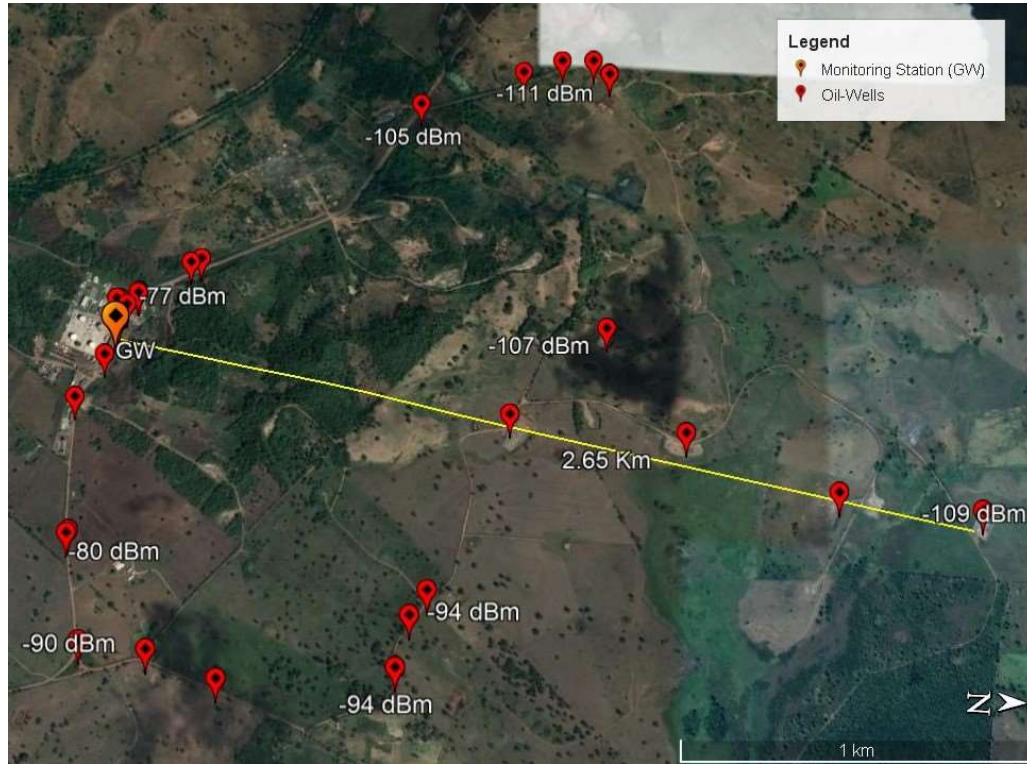 Legend
Monitoring Station (GW)
Oil-Wells
-111 dBm
-105 dBm
-77 dBm
GW
-107 dBm
2.65 Km
-109 dBm
-80 dBm
-94 dBm
-90 dBm
-94 dBm
N
1 km